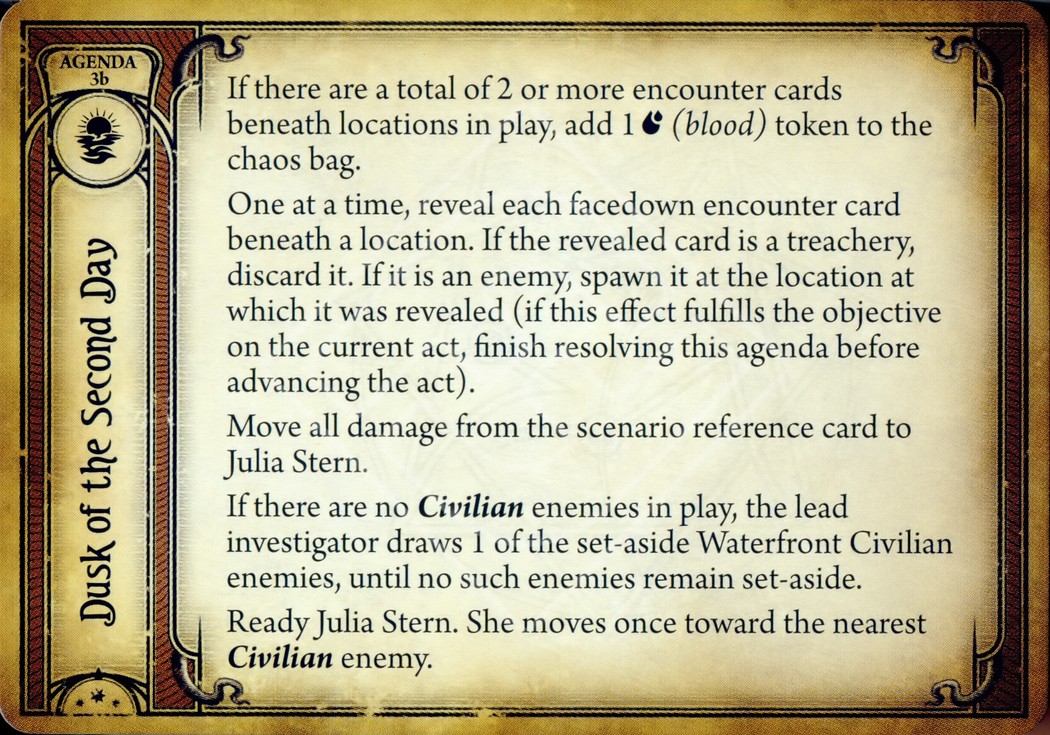 AGENDA
3b
Dusk of the Second Day
If there are a total of 2 or more encounter cards
beneath locations in play, add 1 (blood) token to the
chaos bag.
One at a time, reveal each facedown encounter card
beneath a location. If the revealed card is a treachery,
discard it. If it is an enemy, spawn it at the location at
which it was revealed (if this effect fulfills the objective
on the current act, finish resolving this agenda before
advancing the act).
Move all damage from the scenario reference card to
Julia Stern.
If there are no Civilian enemies in play, the lead
investigator draws 1 of the set-aside Waterfront Civilian
enemies, until no such enemies remain set-aside.
Ready Julia Stern. She moves once toward the nearest
Civilian enemy.